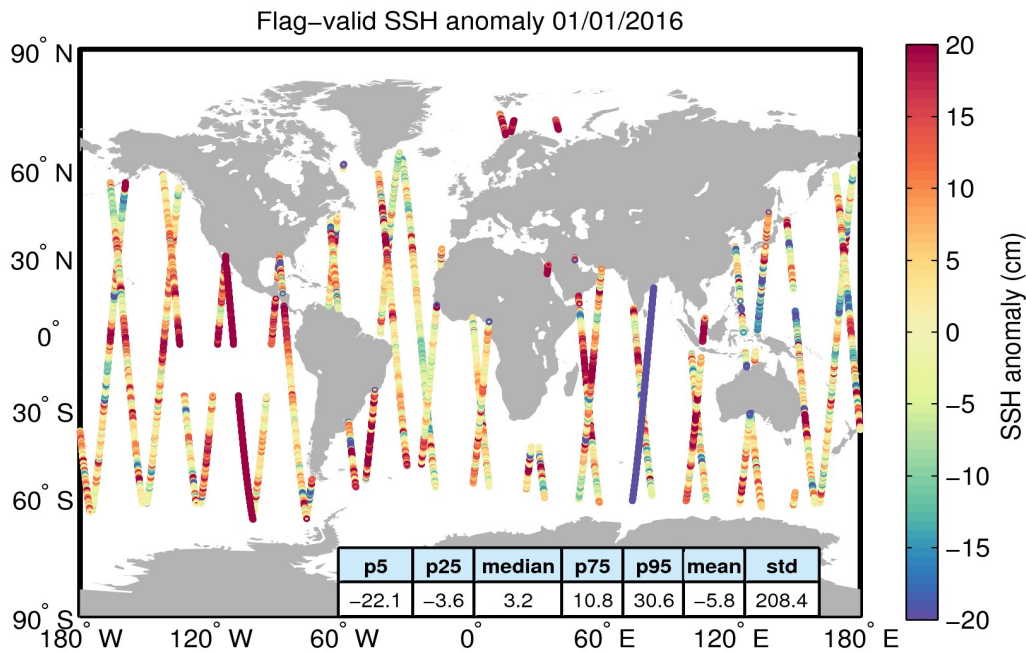 Flag−valid SSH anomaly 01/01/2016
90° N
60° N
30° N
0°
30° S
60° S
90° S
180° W
120° W
60° W
0°
60° E
120° E
180° E
p5 p25 median p75 p95 mean std
−22.1 −3.6 3.2 10.8 30.6 −5.8 208.4
20
15
10
5
0
−5
−10
−15
−20
SSH anomaly (cm)